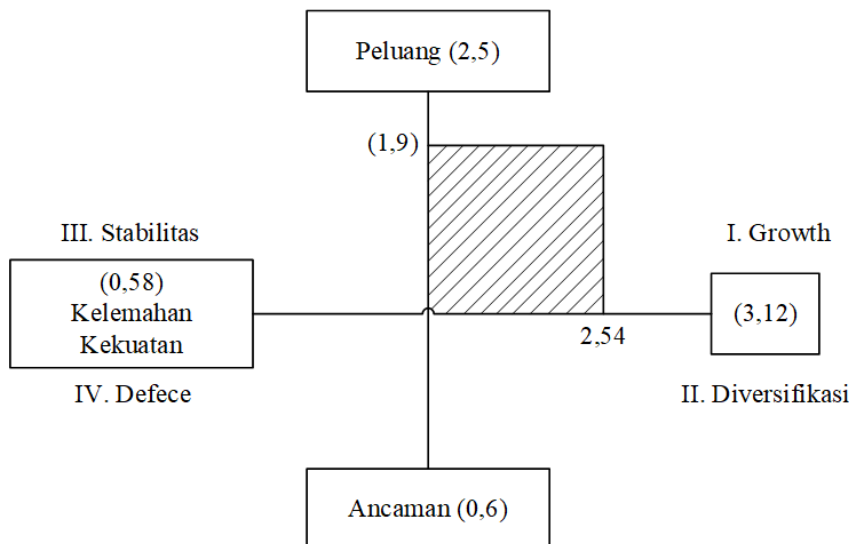 Peluang (2,5)
(1,9)
III. Stabilitas
I. Growth
(0,58)
Kelemahan
Kekuatan
(3,12)
2,54
IV. Defece
II. Diversifikasi
Ancaman (0,6)